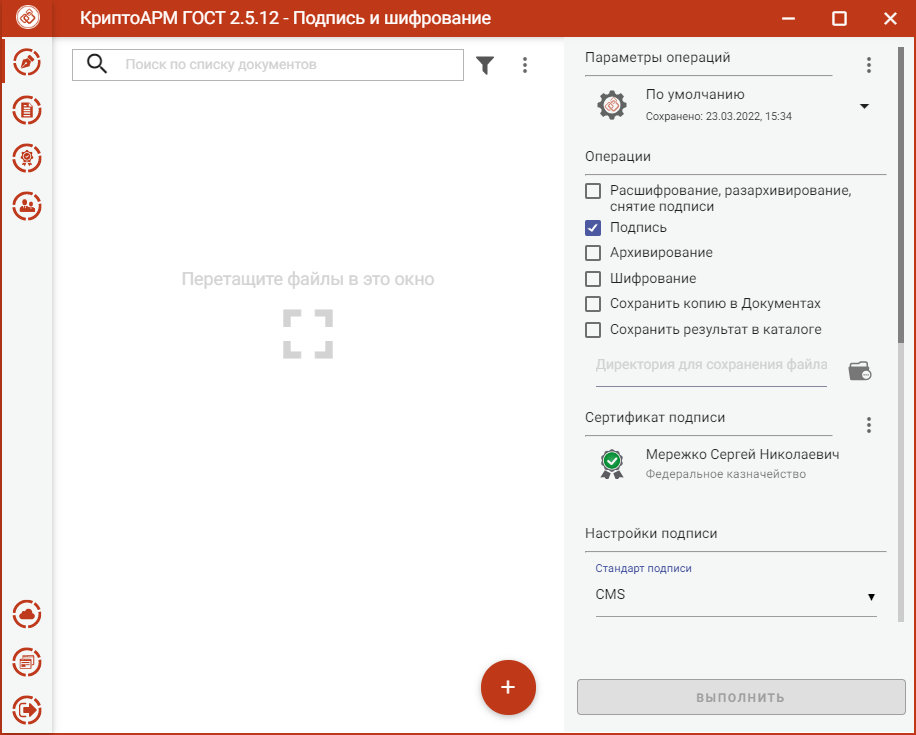 КриптоАРМ ГОСТ 2.5.12 - Подпись и шифрование
Поиск по списку документов
Перетащите файлы в это окно
+
Параметры операций
По умолчанию
Сохранено: 23.03.2022, 15:34
Операции
Расшифрование, разархивирование,
снятие подписи
Подпись
Архивирование
Шифрование
Сохранить копию в Документах
Сохранить результат в каталоге
Директория для сохранения файла
Сертификат подписи
Мережко Сергей Николаевич
Федеральное казначейство
Настройки подписи
Стандарт подписи
CMS
ВЫПОЛНИТЬ